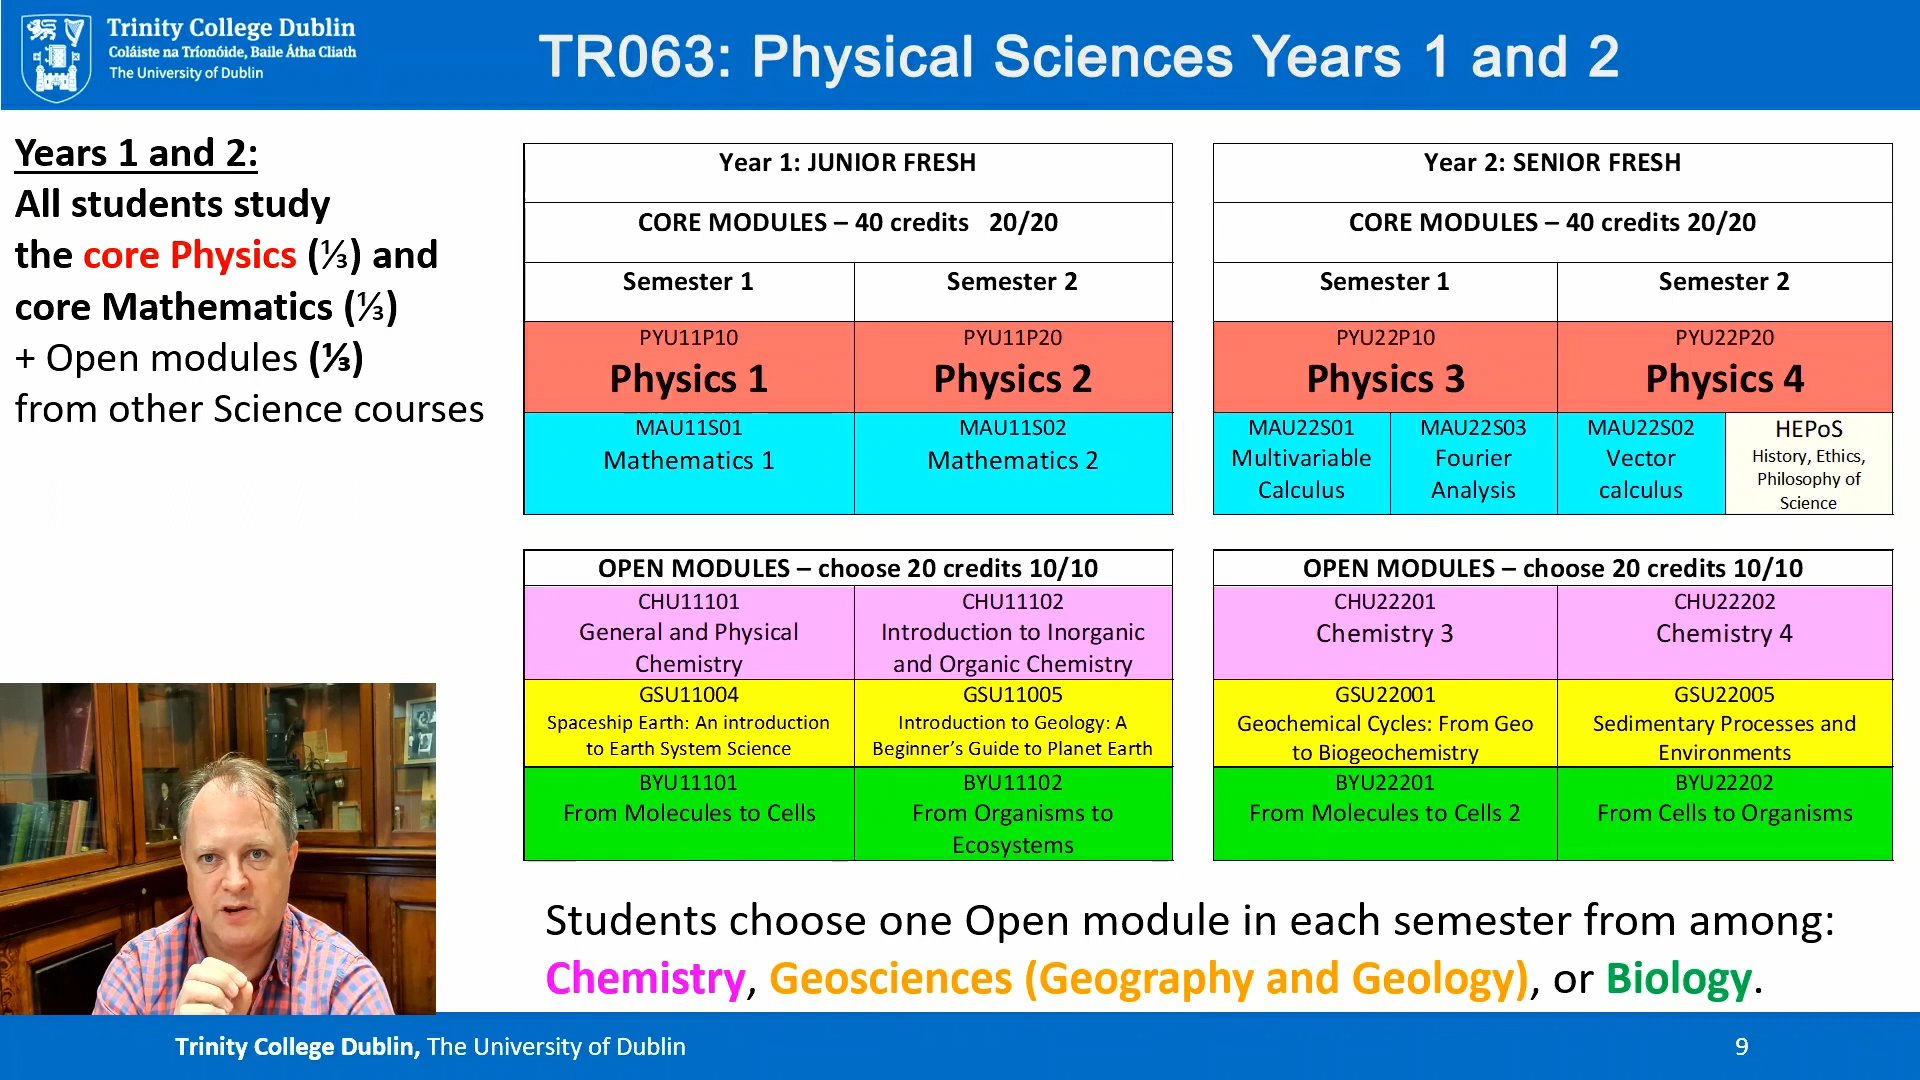 Trinity College Dublin
Coláiste na Tríonóide, Baile Átha Cliath
The University of Dublin
TR063: Physical Sciences Years 1 and 2
Years 1 and 2:
All students study
the core Physics (⅓) and
core Mathematics (⅓)
+ Open modules (⅓)
from other Science courses
Year 1: JUNIOR FRESH
CORE MODULES – 40 credits 20/20
Semester 1
Semester 2
PYU11P10
Physics 1
PYU11P20
Physics 2
MAU11S01
Mathematics 1
MAU11S02
Mathematics 2
OPEN MODULES – choose 20 credits 10/10
CHU11101
General and Physical
Chemistry
CHU11102
Introduction to Inorganic
and Organic Chemistry
GSU11004
Spaceship Earth: An introduction
to Earth System Science
GSU11005
Introduction to Geology: A
Beginner’s Guide to Planet Earth
BYU11101
From Molecules to Cells
BYU11102
From Organisms to
Ecosystems
Year 2: SENIOR FRESH
CORE MODULES – 40 credits 20/20
Semester 1
Semester 2
PYU22P10
Physics 3
PYU22P20
Physics 4
MAU22S01
Multivariable
Calculus
MAU22S03
Fourier
Analysis
MAU22S02
Vector
calculus
HEPoS
History, Ethics,
Philosophy of
Science
OPEN MODULES – choose 20 credits 10/10
CHU22201
Chemistry 3
CHU22202
Chemistry 4
GSU22001
Geochemical Cycles: From Geo
to Biogeochemistry
GSU22005
Sedimentary Processes and
Environments
BYU22201
From Molecules to Cells 2
BYU22202
From Cells to Organisms
Students choose one Open module in each semester from among:
Chemistry, Geosciences (Geography and Geology), or Biology.
Trinity College Dublin, The University of Dublin
9